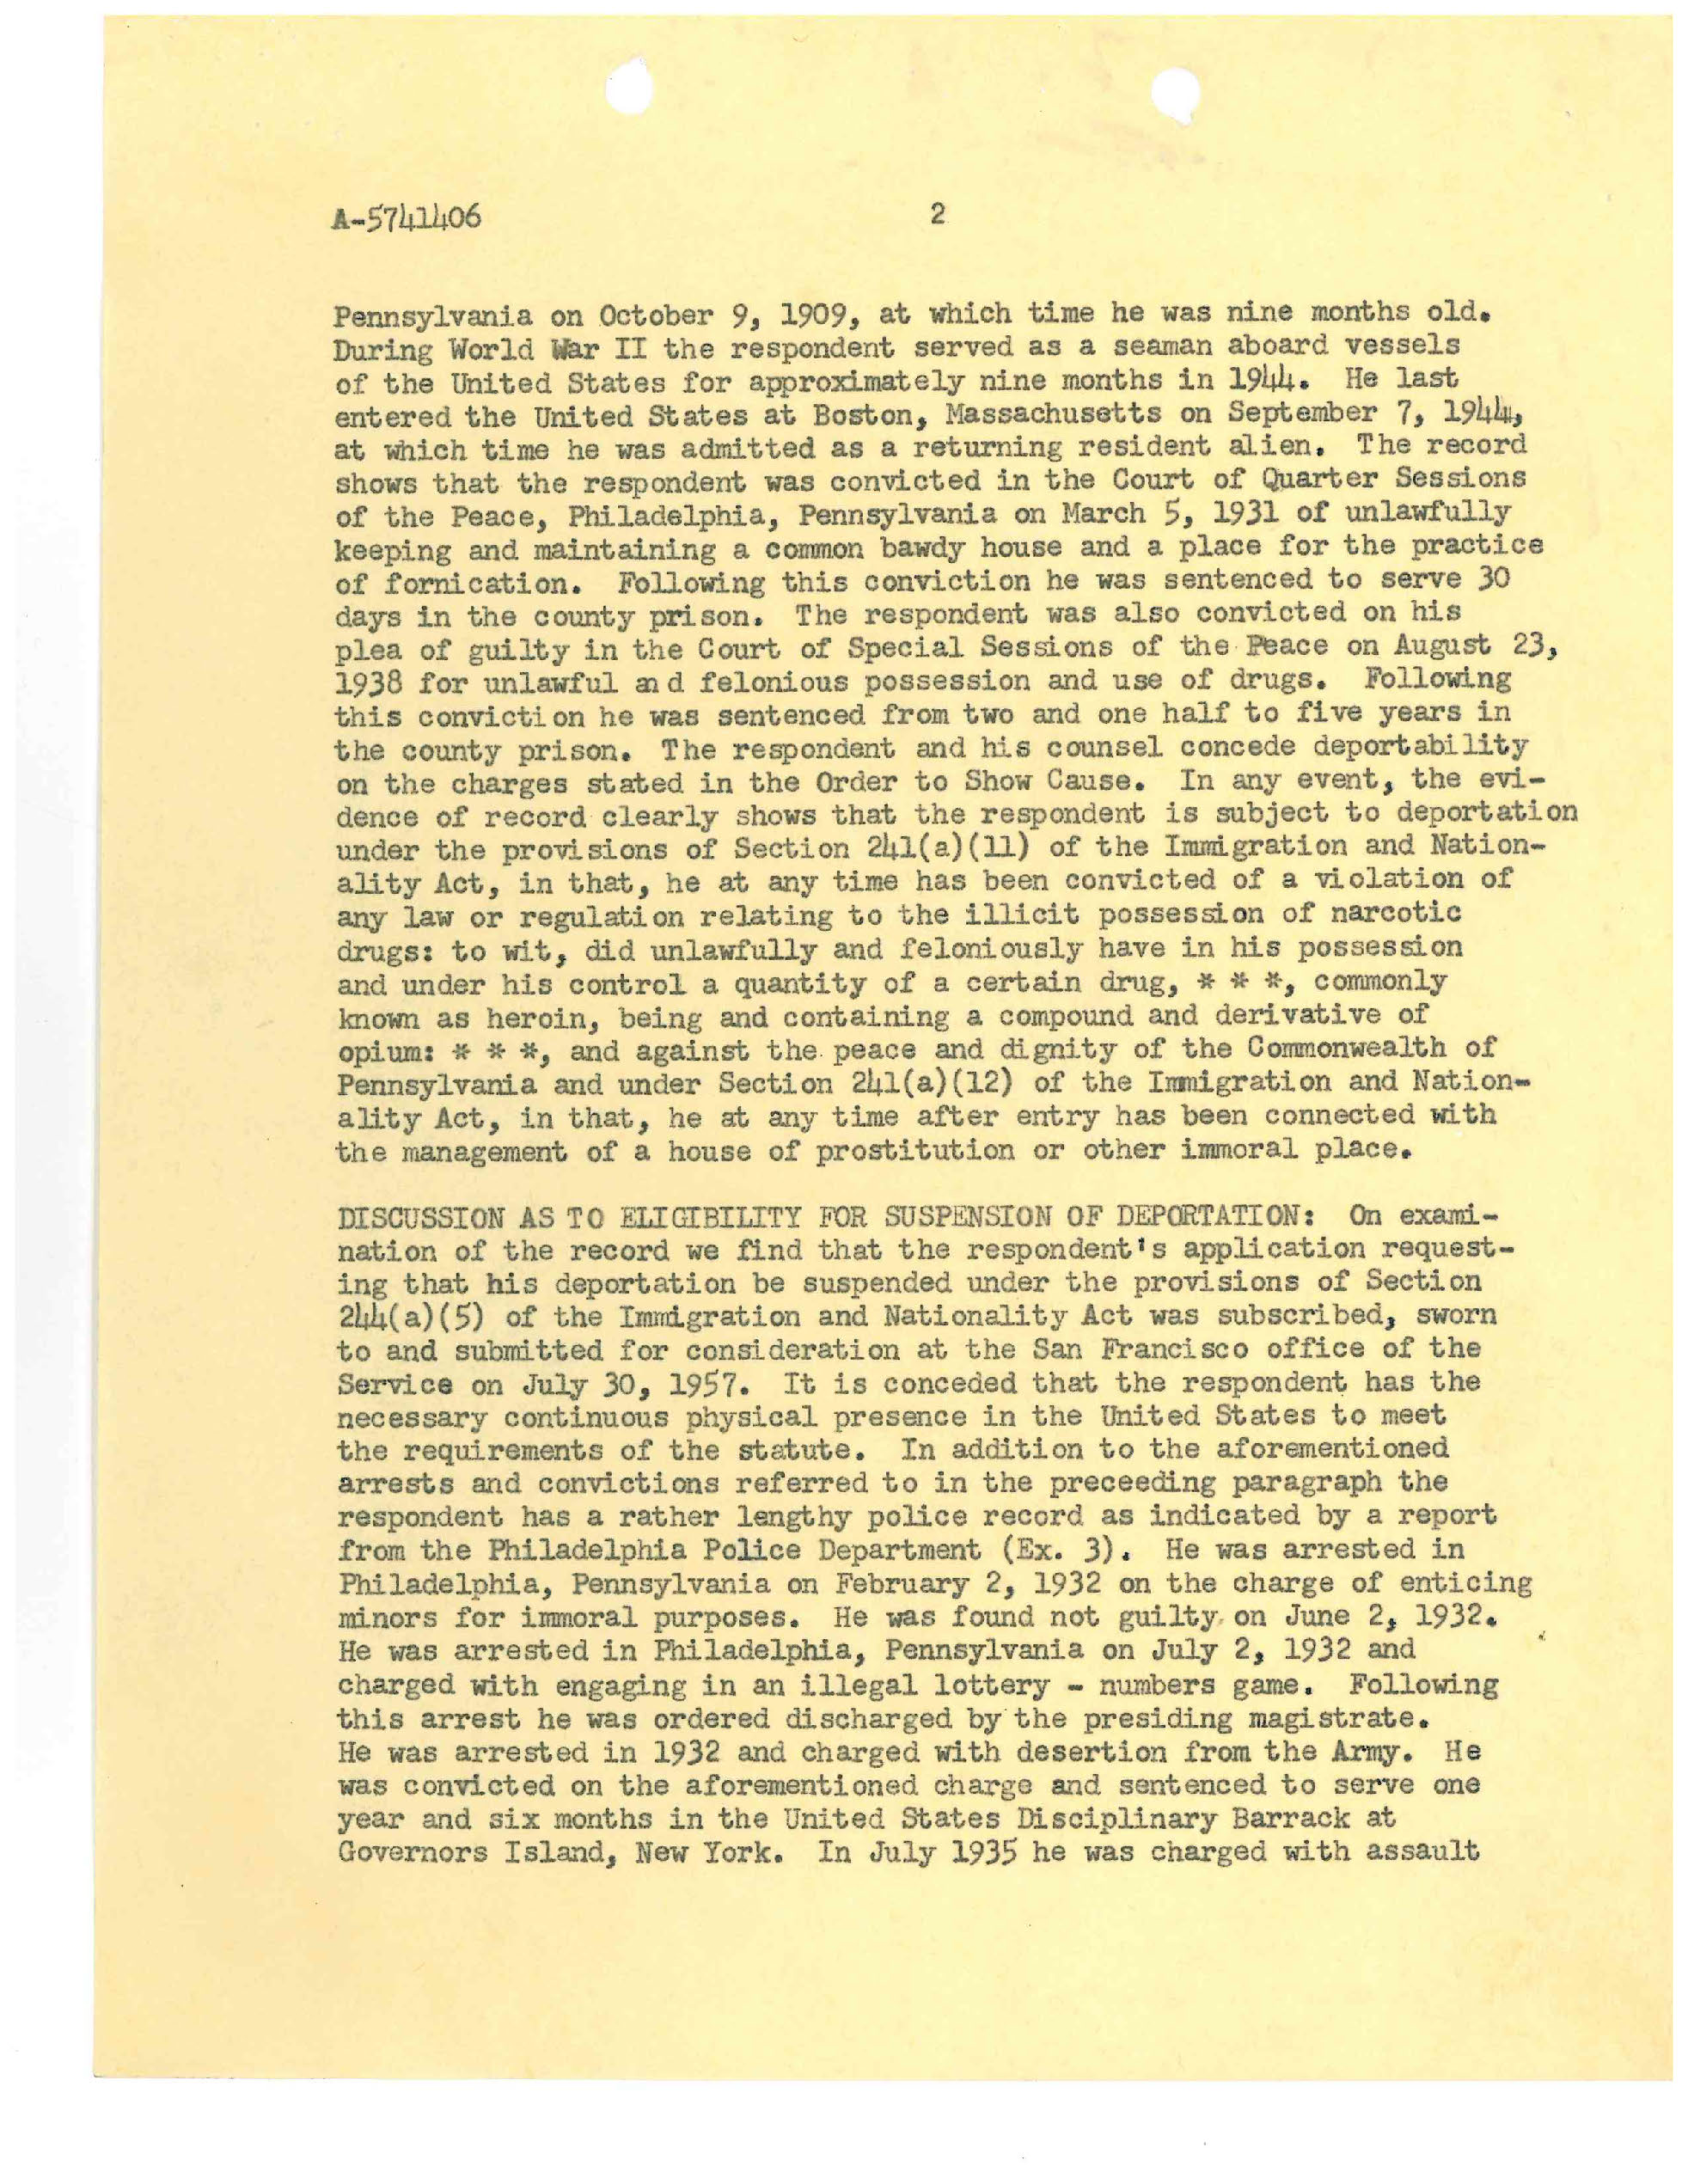 A-5741406 2
Pennsylvania on October 9, 1909, at which time he was nine months old.
During World War II the respondent served as a seaman aboard vessels
of the United States for approximately nine months in 1944. He last
entered the United States at Boston, Massachusetts on September 7, 1944,
at which time he was admitted as a returning resident alien. The record
shows that the respondent was convicted in the Court of Quarter Sessions
of the Peace, Philadelphia, Pennsylvania on March 5, 1931 of unlawfully
keeping and maintaining a common bawdy house and a place for the practice
of fornication. Following this conviction he was sentenced to serve 30
days in the county prison. The respondent was also convicted on his
plea of guilty in the Court of Special Sessions of the Peace on August 23,
1938 for unlawful and felonious possession and use of drugs. Following
this conviction he was sentenced from two and one half to five years in
the county prison. The respondent and his counsel concede deportability
on the charges stated in the Order to Show Cause. In any event, the evi-
dence of record clearly shows that the respondent is subject to deportation
under the provisions of Section 241(a)(11) of the Immigration and Nation-
ality Act, in that, he at any time has been convicted of a violation of
any law or regulation relating to the illicit possession of narcotic
drugs: to wit, did unlawfully and feloniously have in his possession
and under his control a quantity of a certain drug, * * *, commonly
known as heroin, being and containing a compound and derivative of
opium: * * *, and against the peace and dignity of the Commonwealth of
Pennsylvania and under Section 241(a)(12) of the Immigration and Nation-
ality Act, in that, he at any time after entry has been connected with
the management of a house of prostitution or other immoral place.
DISCUSSION AS TO ELIGIBILITY FOR SUSPENSION OF DEPORTATION: On exami-
nation of the record we find that the respondent's application request-
ing that his deportation be suspended under the provisions of Section
244(a)(5) of the Immigration and Nationality Act was subscribed, sworn
to and submitted for consideration at the San Francisco office of the
Service on July 30, 1957. It is conceded that the respondent has the
necessary continuous physical presence in the United States to meet
the requirements of the statute. In addition to the aforementioned
arrests and convictions referred to in the preceeding paragraph the
respondent has a rather lengthy police record as indicated by a report
from the Philadelphia Police Department (Ex. 3). He was arrested in
Philadelphia, Pennsylvania on February 2, 1932 on the charge of enticing
minors for immoral purposes. He was found not guilty on June 2, 1932.
He was arrested in Philadelphia, Pennsylvania on July 2, 1932 and
charged with engaging in an illegal lottery - numbers game. Following
this arrest he was ordered discharged by the presiding magistrate.
He was arrested in 1932 and charged with desertion from the Army. He
was convicted on the aforementioned charge and sentenced to serve one
year and six months in the United States Disciplinary Barrack at
Governors Island, New York. In July 1935 he was charged with assault